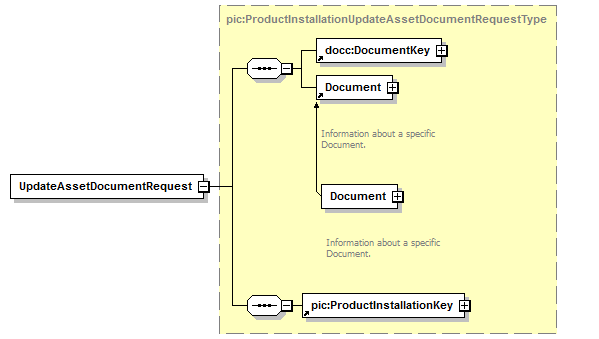 pic:ProductInstallationUpdateAssetDocumentRequestType
docc:DocumentKey
Document
Information about a specific
Document.
UpdateAssetDocumentRequest
Document
Information about a specific
Document.
pic:ProductInstallationKey